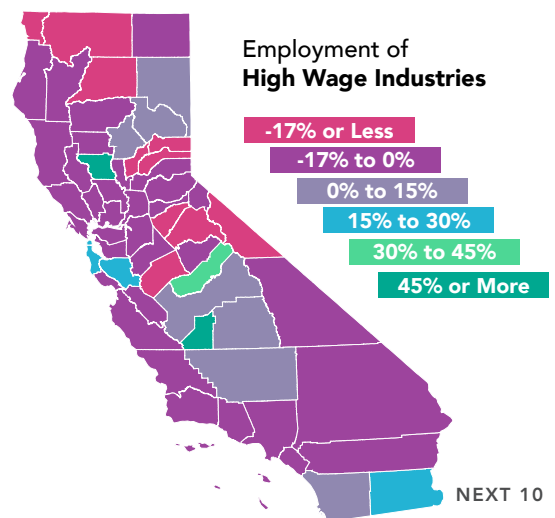 Employment of
High Wage Industries
-17% or Less
-17% to 0%
0% to 15%
15% to 30%
30% to 45%
45% or More
NEXT 10